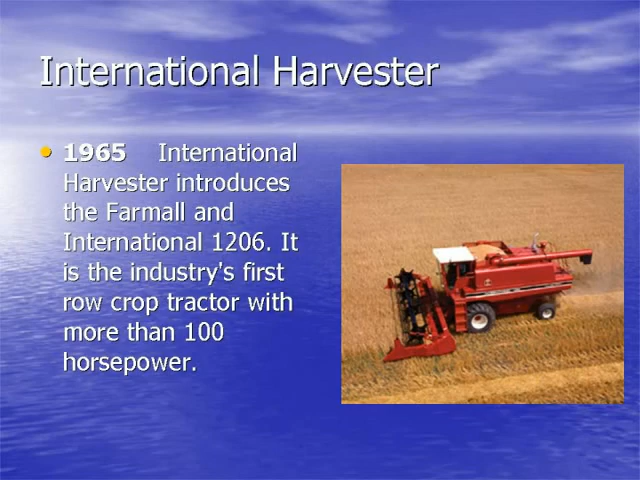 International Harvester
• 1965 International
Harvester introduces
the Farmall and
International 1206. It
is the industry's first
row crop tractor with
more than 100
horsepower.